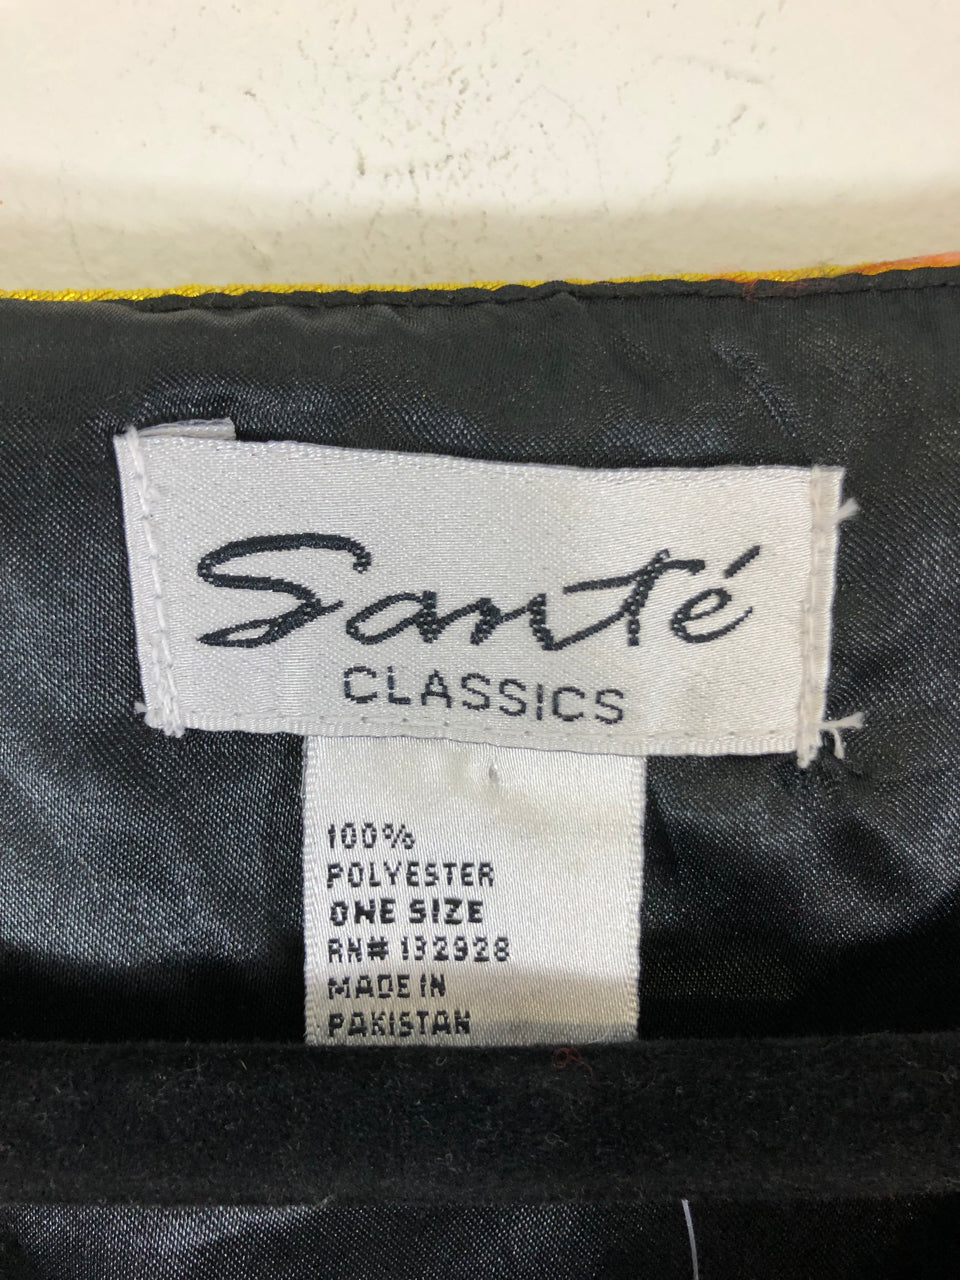 Santé
CLASSICS
100%
POLYESTER
ONE SIZE
RN# 132928
MADE IN
PAKISTAN